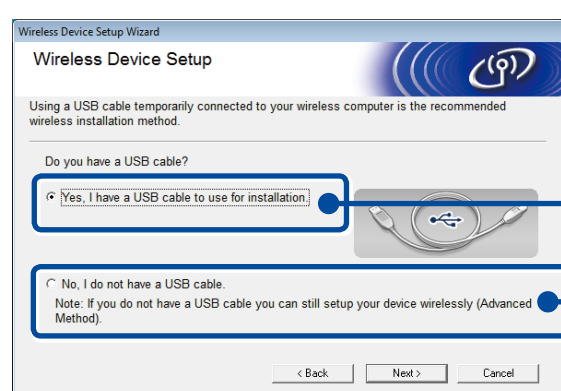 Wireless Device Setup Wizard
Wireless Device Setup
Using a USB cable temporarily connected to your wireless computer is the recommended
wireless installation method.
Do you have a USB cable?
Yes, I have a USB cable to use for installation.
No, I do not have a USB cable.
Note: If you do not have a USB cable you can still setup your device wirelessly (Advanced
Method).
< Back Next > Cancel